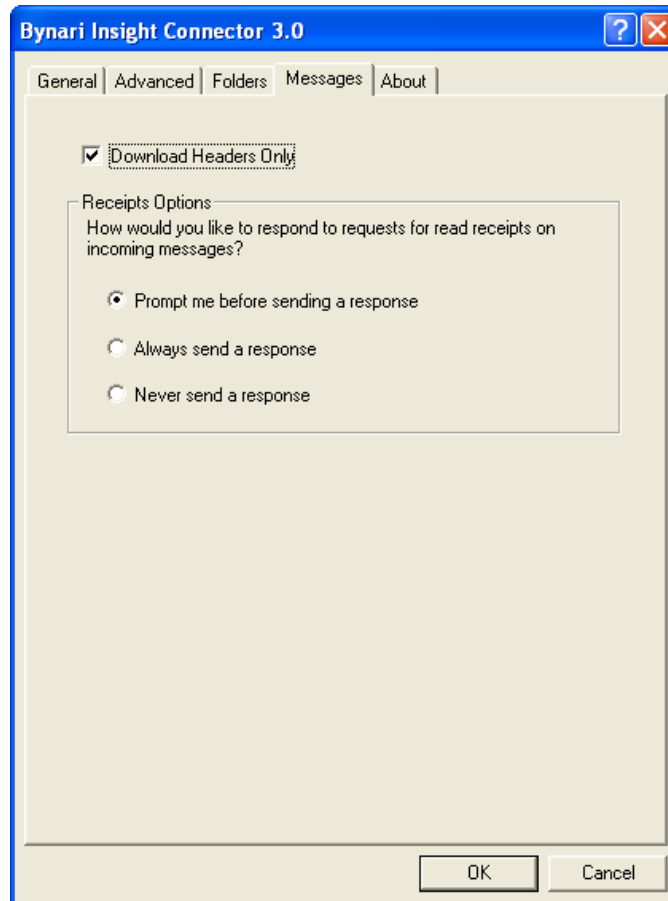 Bynari Insight Connector 3.0
General Advanced Folders Messages About
Download Headers Only
Receipts Options
How would you like to respond to requests for read receipts on
incoming messages?
Prompt me before sending a response
Always send a response
Never send a response
OK Cancel